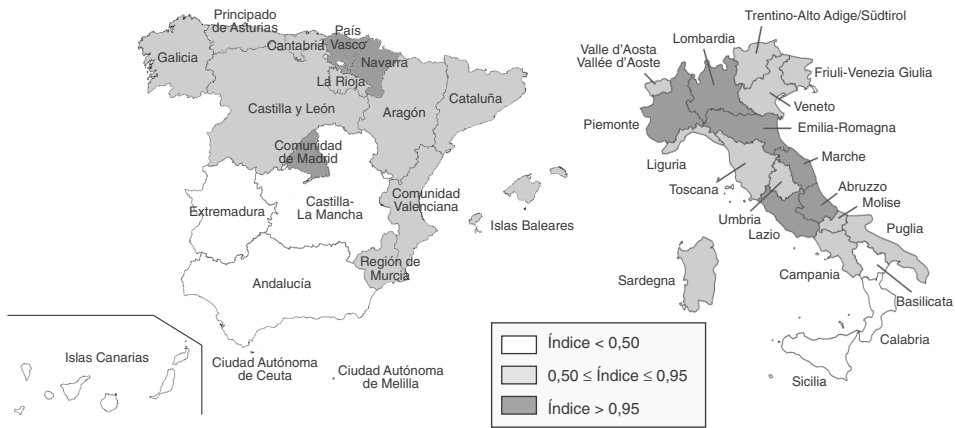 Principado
de Asturias
Galicia
Cantabria
País
Vasco
Navarra
La Rioja
Castilla y León
Aragón
Cataluña
Comunidad
de Madrid
Extremadura
Castilla-
La Mancha
Comunidad
Valenciana
Islas Baleares
Región de
Murcia
Andalucía
Islas Canarias
Ciudad Autónoma
de Ceuta
Ciudad Autónoma
de Melilla
Trentino-Alto Adige/Südtirol
Lombardia
Valle d’Aosta
Vallée d’Aoste
Friuli-Venezia Giulia
Veneto
Piemonte
Emilia-Romagna
Liguria
Marche
Toscana
Abruzzo
Molise
Umbria
Lazio
Puglia
Sardegna
Campania
Basilicata
Calabria
Sicilia
Índice < 0,50
0,50 ≤ Índice ≤ 0,95
Índice > 0,95